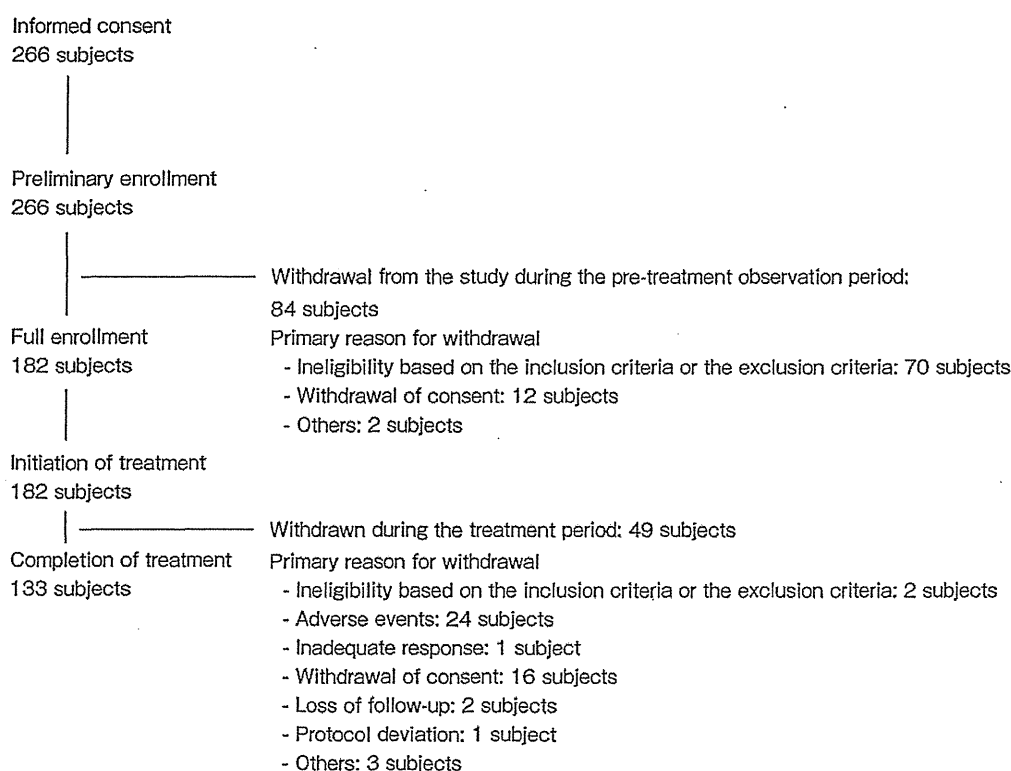 Informed consent
266 subjects
Preliminary enrollment
266 subjects
Withdrawal from the study during the pre-treatment observation period:
84 subjects
Full enrollment
182 subjects
Primary reason for withdrawal
- Ineligibility based on the inclusion criteria or the exclusion criteria: 70 subjects
- Withdrawal of consent: 12 subjects
- Others: 2 subjects
Initiation of treatment
182 subjects
Withdrawn during the treatment period: 49 subjects
Completion of treatment
133 subjects
Primary reason for withdrawal
- Ineligibility based on the inclusion criteria or the exclusion criteria: 2 subjects
- Adverse events: 24 subjects
- Inadequate response: 1 subject
- Withdrawal of consent: 16 subjects
- Loss of follow-up: 2 subjects
- Protocol deviation: 1 subject
- Others: 3 subjects